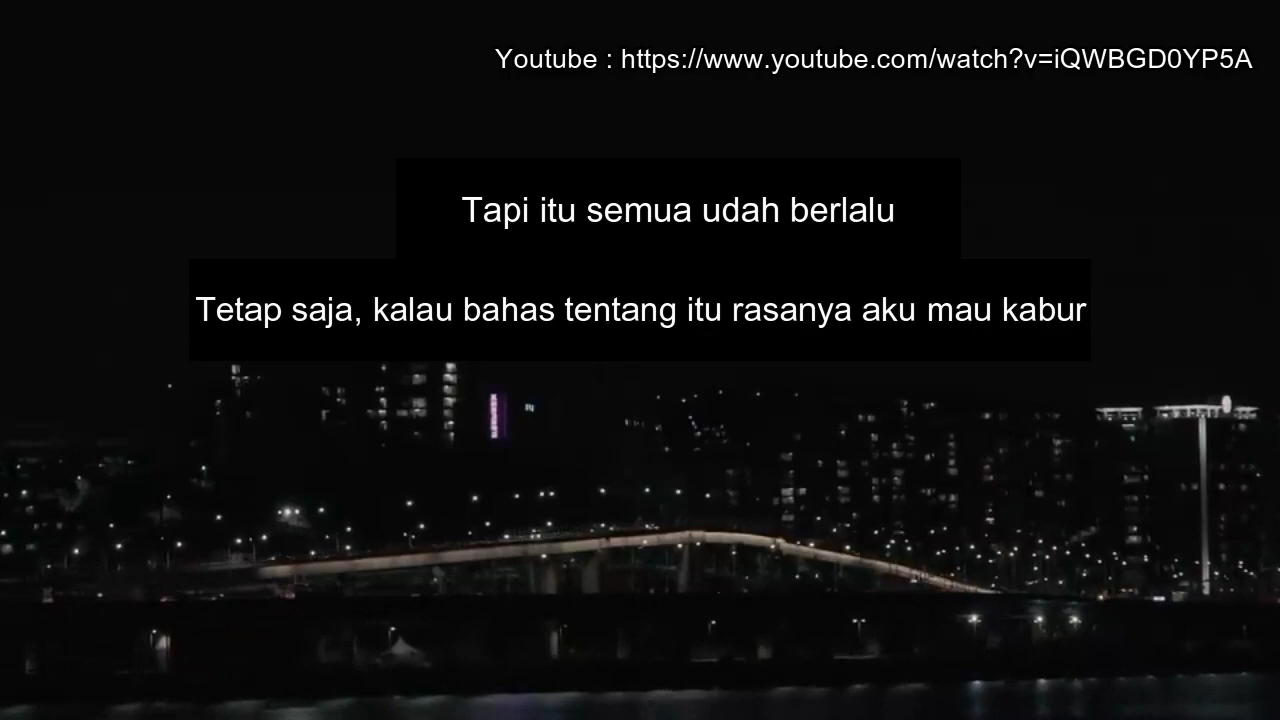 Youtube : https://www.youtube.com/watch?v=iQWBGD0YP5A
Tapi itu semua udah berlalu
Tetap saja, kalau bahas tentang itu rasanya aku mau kabur